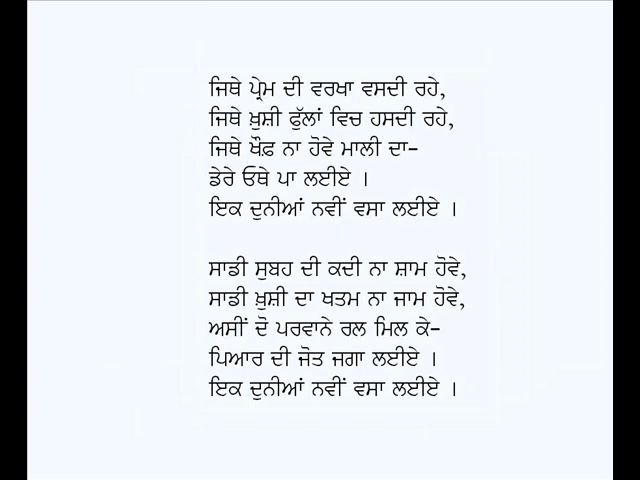 ਜਿਥੇ ਪ੍ਰੇਮ ਦੀ ਵਰਖਾ ਵਸਦੀ ਰਹੇ,
ਜਿਥੇ ਖ਼ੁਸ਼ੀ ਫੁੱਲਾਂ ਵਿਚ ਹਸਦੀ ਰਹੇ,
ਜਿਥੇ ਖੌਫ਼ ਨਾ ਹੋਵੇ ਮਾਲੀ ਦਾ-
ਡੇਰੇ ਓਥੇ ਪਾ ਲਈਏ ।
ਇਕ ਦੁਨੀਆਂ ਨਵੀਂ ਵਸਾ ਲਈਏ ।
ਸਾਡੀ ਸੁਬਹ ਦੀ ਕਦੀ ਨਾ ਸ਼ਾਮ ਹੋਵੇ,
ਸਾਡੀ ਖ਼ੁਸ਼ੀ ਦਾ ਖਤਮ ਨਾ ਜਾਮ ਹੋਵੇ,
ਅਸੀਂ ਦੋ ਪਰਵਾਨੇ ਰਲ ਮਿਲ ਕੇ-
ਪਿਆਰ ਦੀ ਜੋਤ ਜਗਾ ਲਈਏ ।
ਇਕ ਦੁਨੀਆਂ ਨਵੀਂ ਵਸਾ ਲਈਏ ।